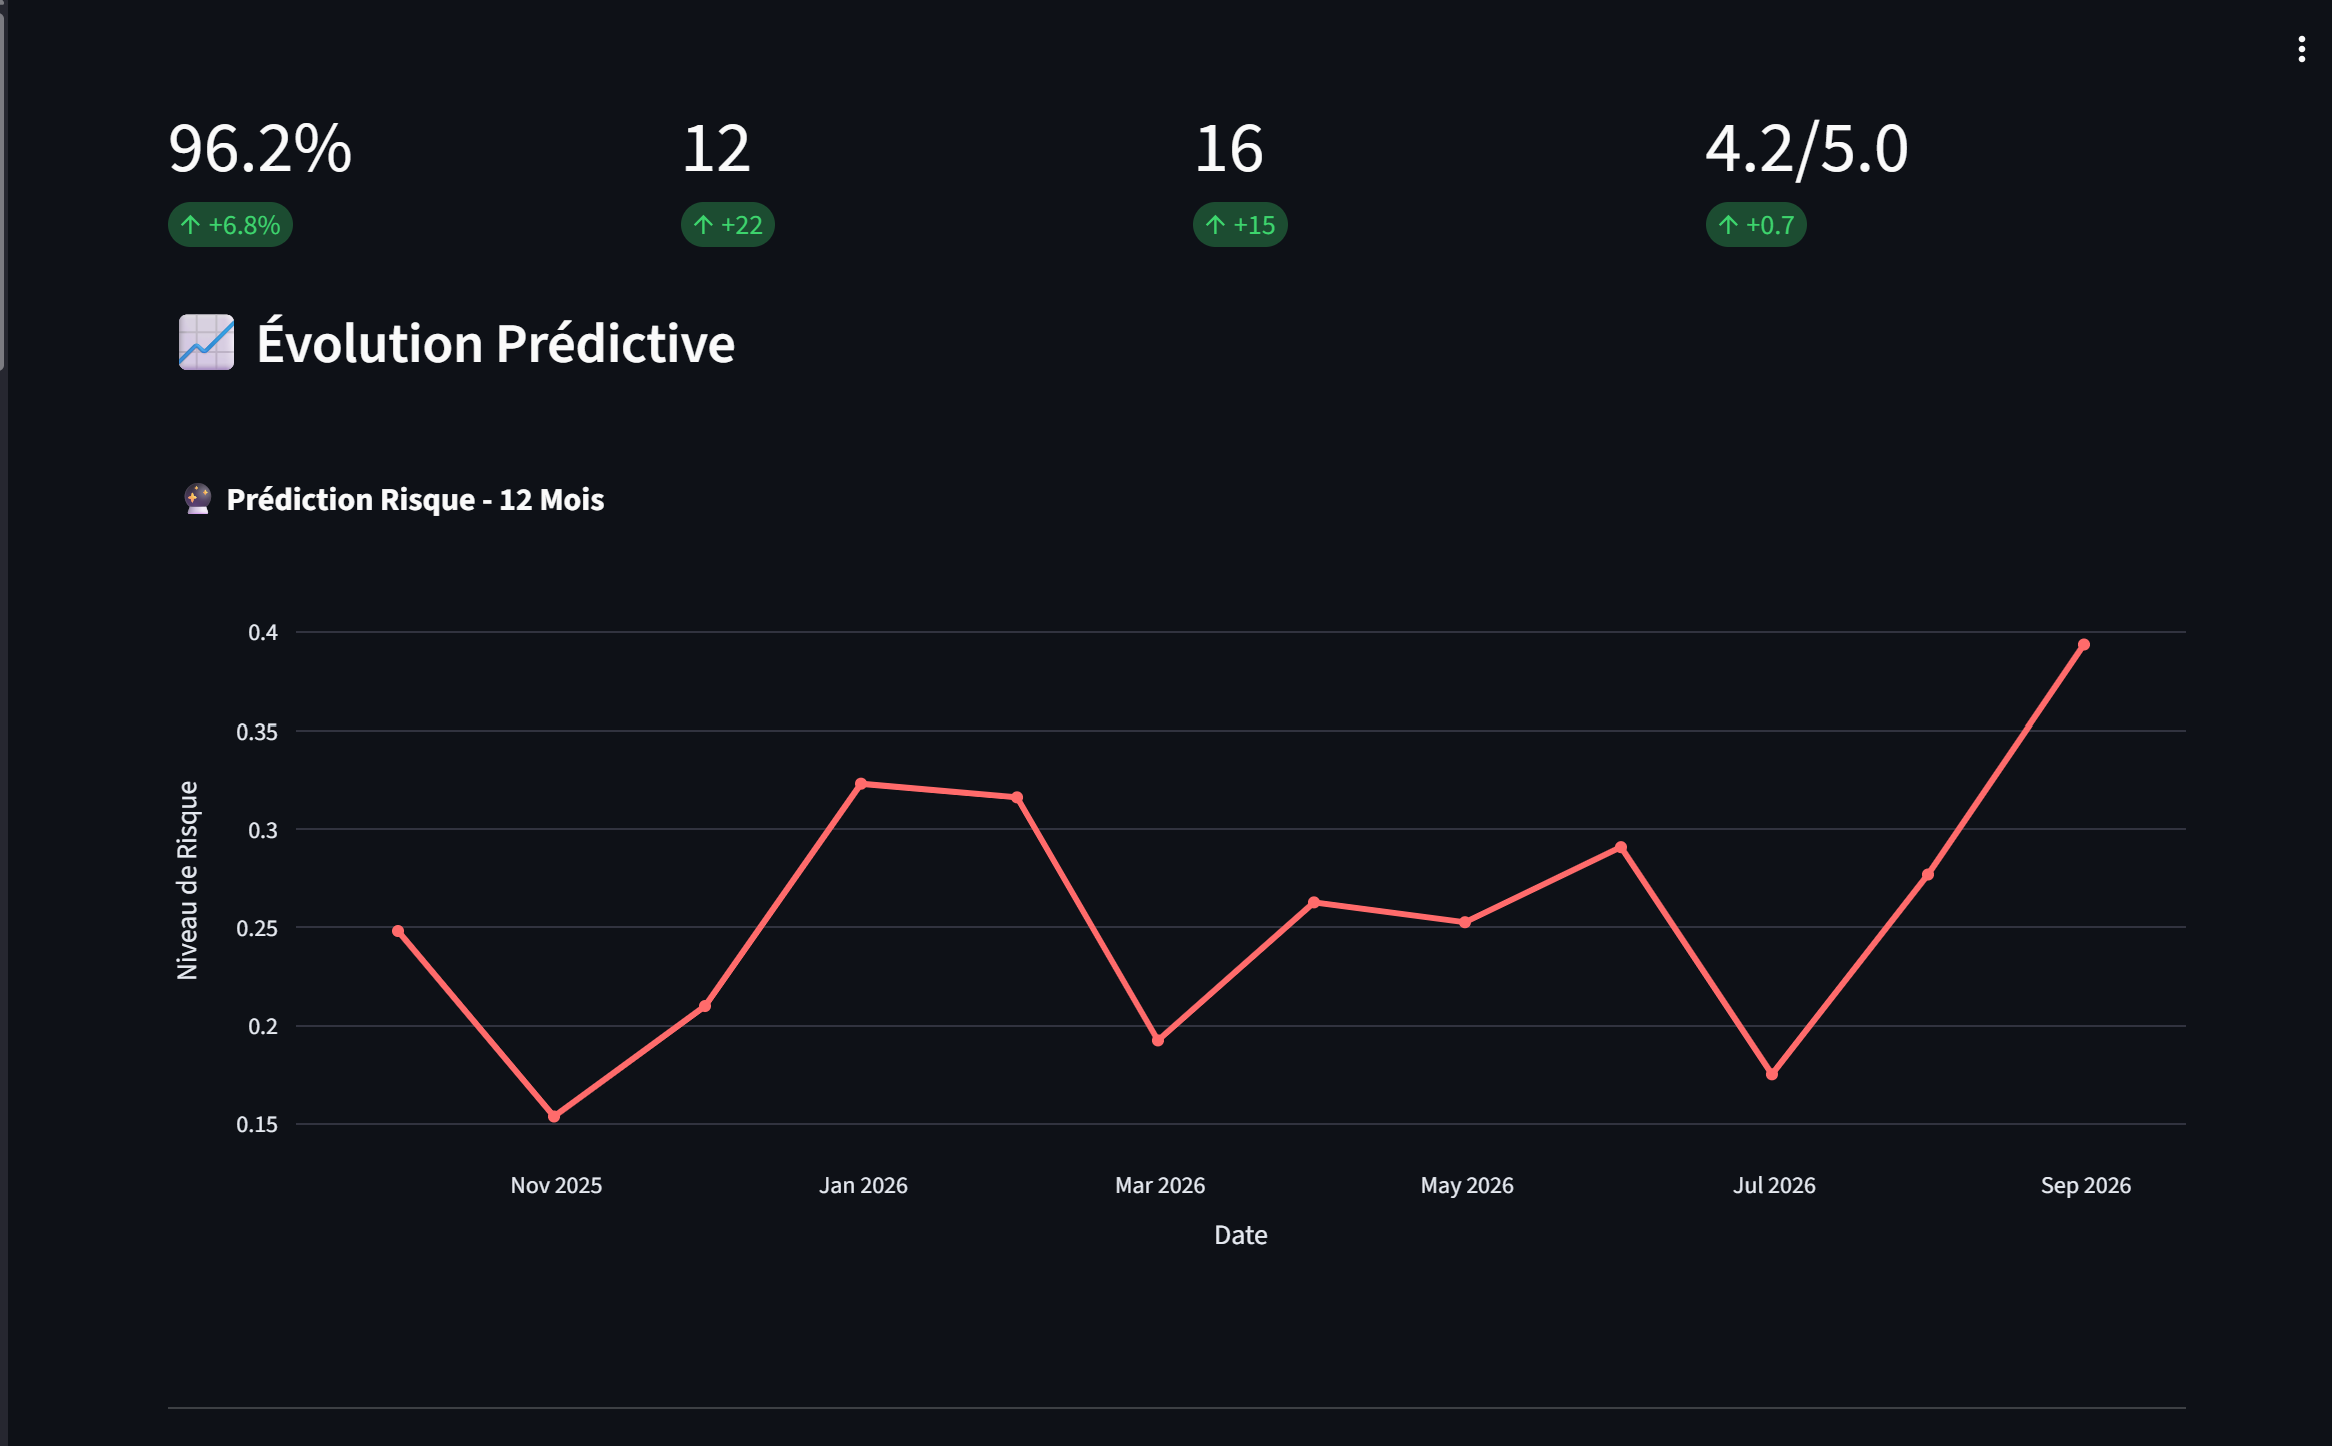 96.2%
12
16
4.2/5.0
↑ +6.8%
↑ +22
↑ +15
↑ +0.7
Évolution Prédictive
Prédiction Risque - 12 Mois
0.4
0.35
0.3
0.25
0.2
0.15
Niveau de Risque
Nov 2025
Jan 2026
Mar 2026
May 2026
Jul 2026
Sep 2026
Date